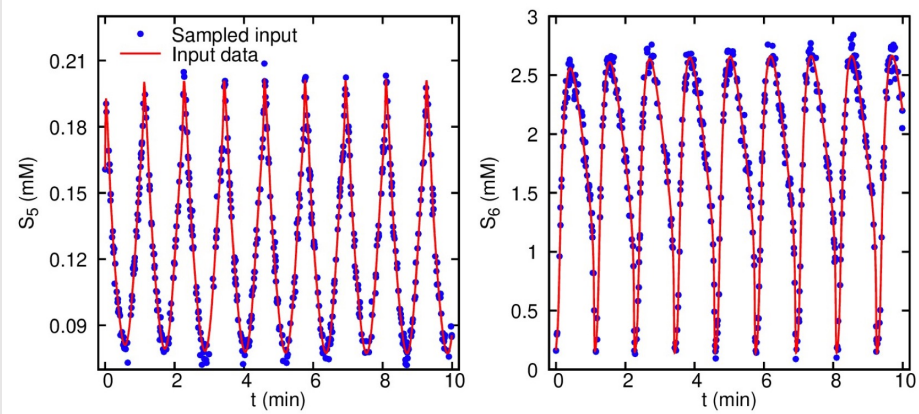 Sampled input
Input data
0.21
0.18
0.15
0.12
0.09
S5 (mM)
0 2 4 6 8 10
t (min)
3
2.5
2
1.5
1
0.5
0
S6 (mM)
0 2 4 6 8 10
t (min)